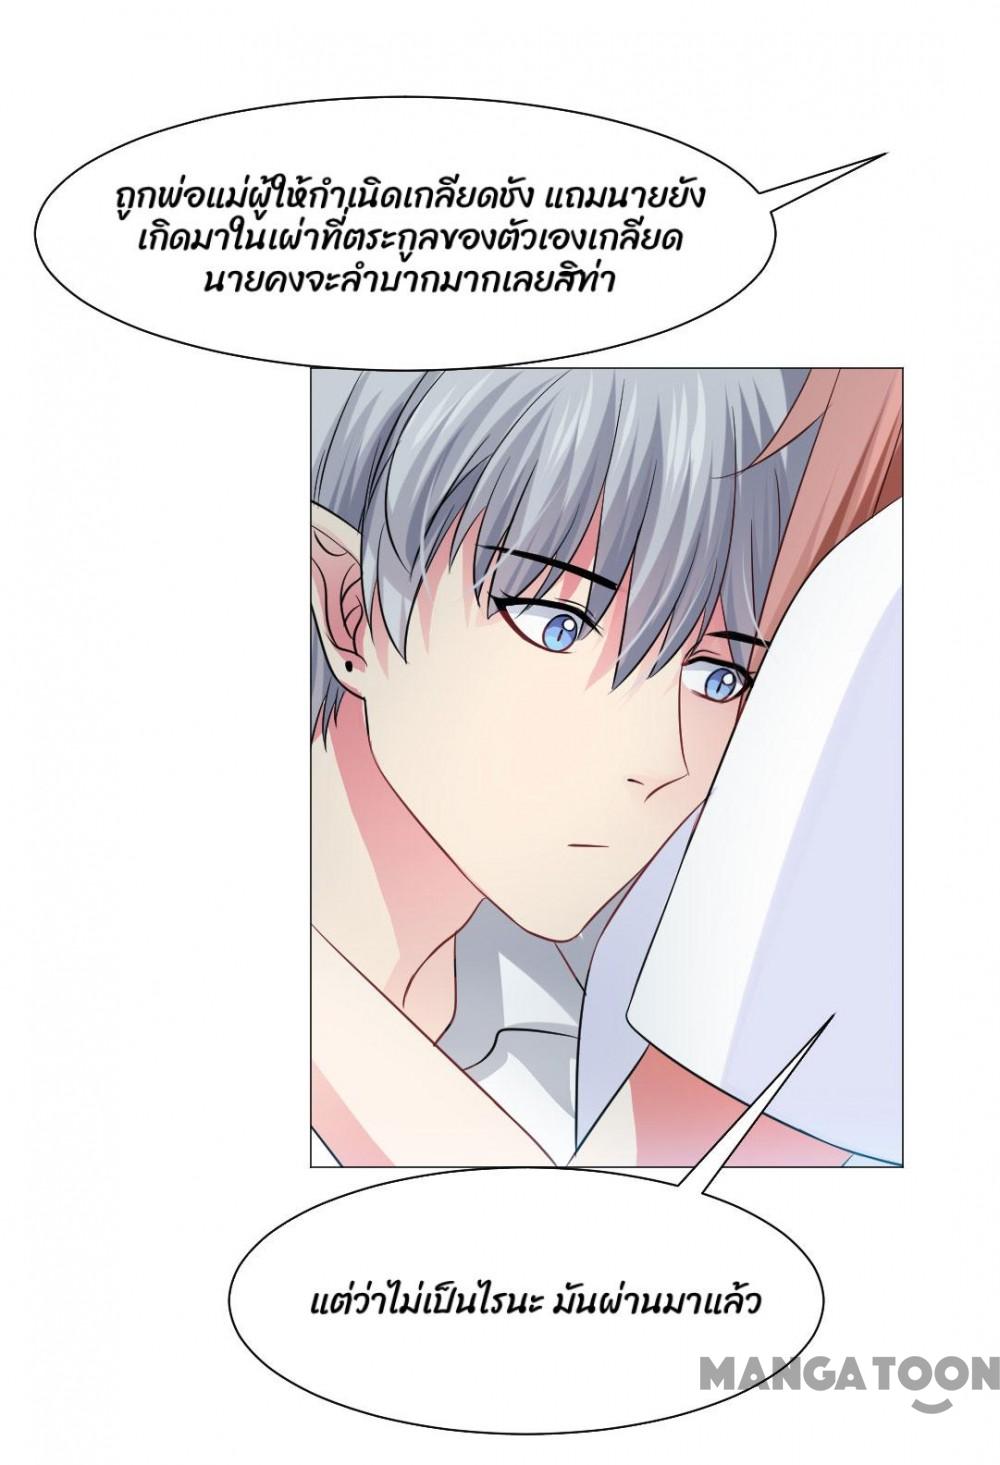 ถูกพ่อแม่ผู้ให้กำเนิดเกลียดชัง แถมนายยัง
เกิดมาในเผ่าที่ตระกูลของตัวเองเกลียด
นายคงจะลำบากมากเลยสิท่า
แต่ว่าไม่เป็นไรนะ มันผ่านมาแล้ว
MANGATOON